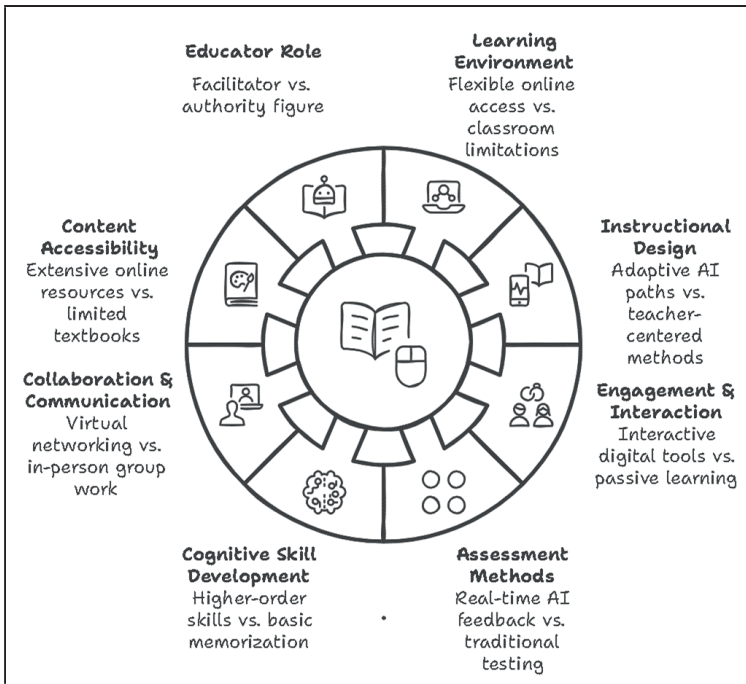 Educator Role
Facilitator vs.
authority figure
Learning
Environment
Flexible online
access vs.
classroom
limitations
Instructional
Design
Adaptive AI
paths vs.
teacher-
centered
methods
Engagement &
Interaction
Interactive
digital tools vs.
passive learning
Assessment
Methods
Real-time AI
feedback vs.
traditional
testing
Cognitive Skill
Development
Higher-order
skills vs. basic
memorization
Collaboration &
Communication
Virtual
networking vs.
in-person group
work
Content
Accessibility
Extensive online
resources vs.
limited
textbooks